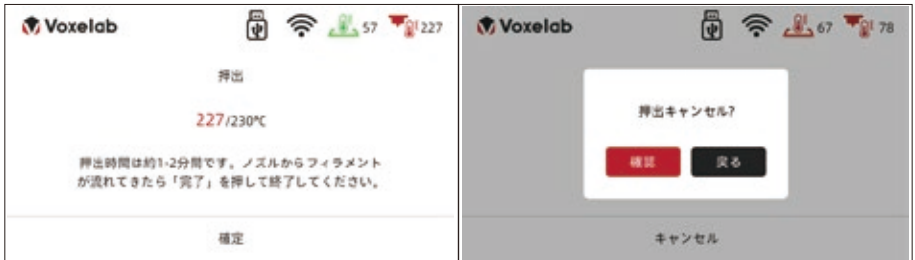 Voxelab 57 227
押出
227/230℃
押出時間は約1-2分間です。ノズルからフィラメント
が流れてきたら「完了」を押して終了してください。
確定
Voxelab 67 78
押出キャンセル?
確認 戻る
キャンセル